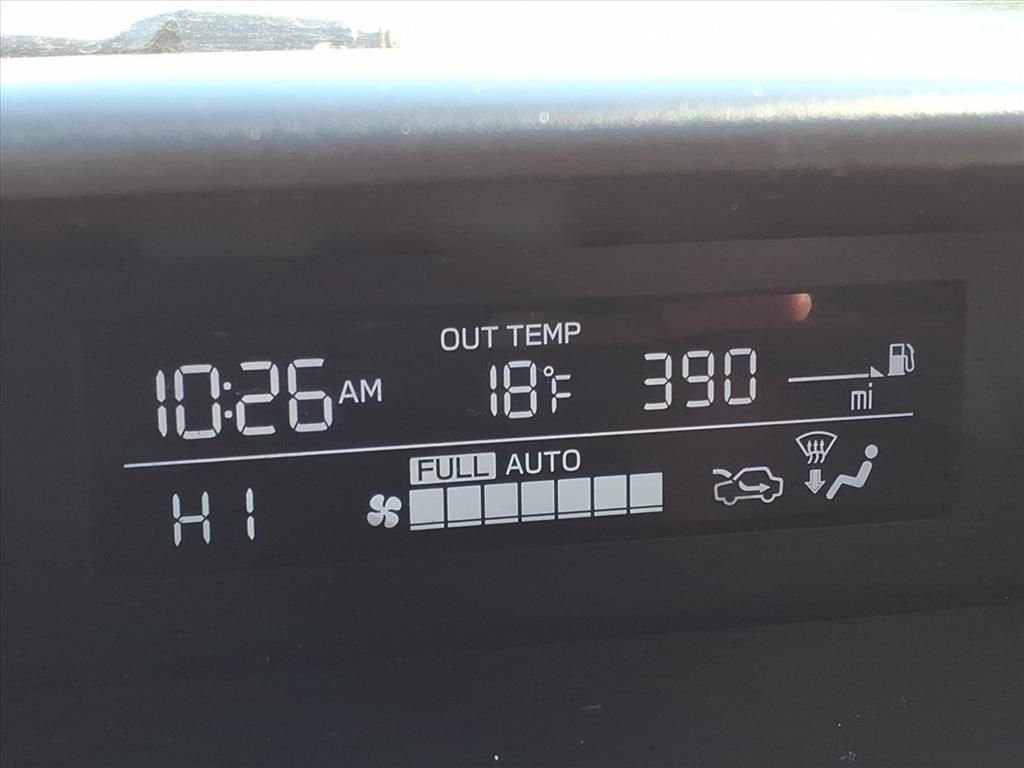 OUT TEMP
10:26 AM 18°F 390 mi
FULL AUTO
HI